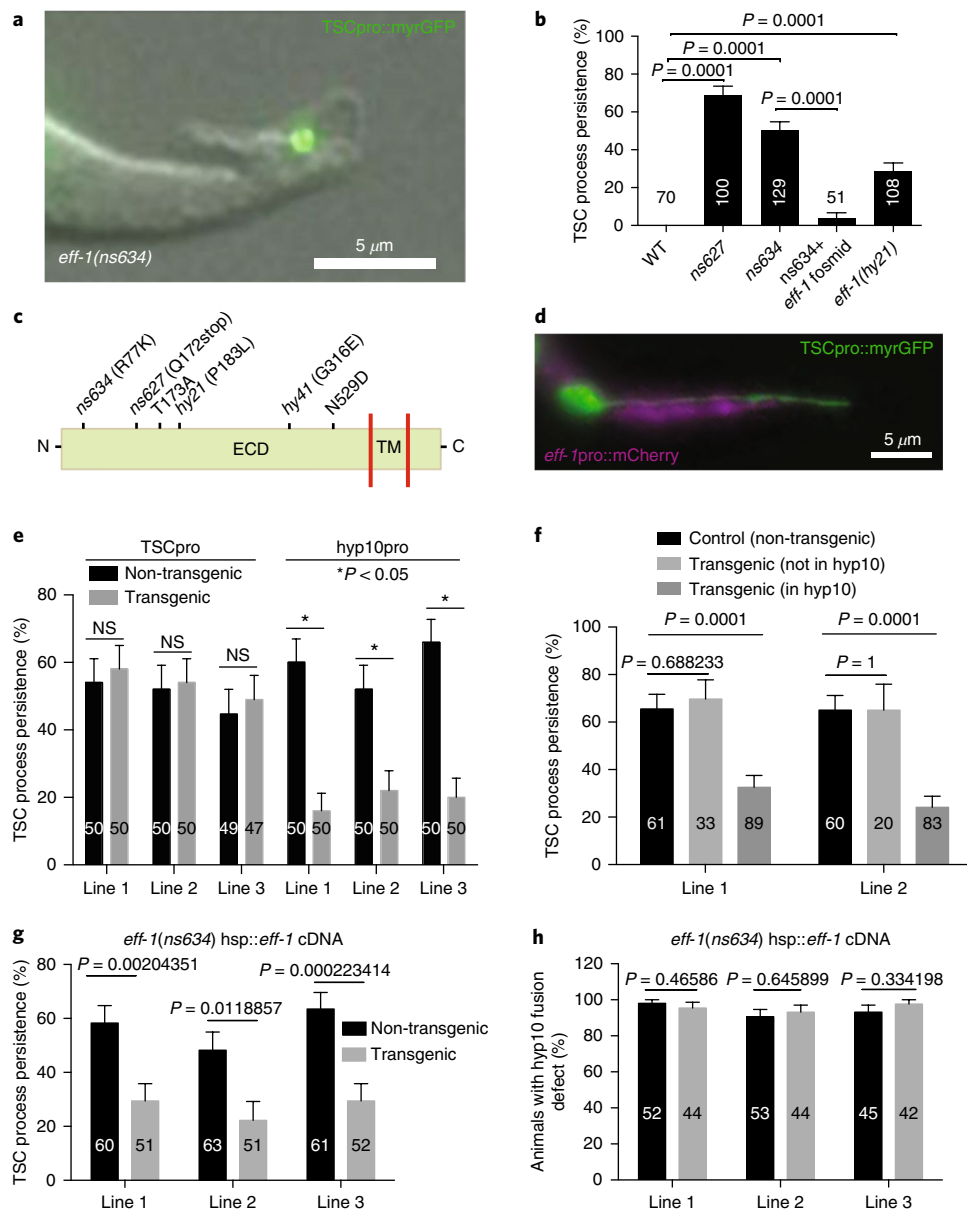 a
TSCpro::myrGFP
eff-1(ns634)
5 μm
b
TSC process persistence (%)
80
60
40
20
0
100
P = 0.0001
P = 0.0001
P = 0.0001
P = 0.0001
70
100
129
51
108
WT
ns627
ns634
ns634+
eff-1 fosmid
eff-1(hy21)
c
ns634 (R77K)
ns627 (Q172stop)
T173A
hy21 (P183L)
hy41 (G316E)
N529D
N
ECD
TM
C
d
TSCpro::myrGFP
eff-1pro::mCherry
5 μm
e
TSCpro
hyp10pro
Non-transgenic
Transgenic
*P < 0.05
TSC process persistence (%)
80
60
40
20
0
NS
NS
NS
*
*
*
50 50 50 50 49 47 50 50 50 50 50 50
Line 1 Line 2 Line 3 Line 1 Line 2 Line 3
f
Control (non-transgenic)
Transgenic (not in hyp10)
Transgenic (in hyp10)
TSC process persistence (%)
100
80
60
40
20
0
P = 0.0001
P = 0.688233
P = 0.0001
P = 1
61 33 89 60 20 83
Line 1 Line 2
g
eff-1(ns634) hsp::eff-1 cDNA
TSC process persistence (%)
80
60
40
20
0
P = 0.00204351
P = 0.0118857
P = 0.000223414
Non-transgenic
Transgenic
60 51 63 51 61 52
Line 1 Line 2 Line 3
h
eff-1(ns634) hsp::eff-1 cDNA
Animals with hyp10 fusion
defect (%)
120
100
80
60
40
20
0
P = 0.46586
P = 0.645899
P = 0.334198
52 44 53 44 45 42
Line 1 Line 2 Line 3